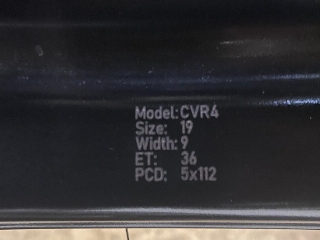 Model: CVR4
Size: 19
Width: 9
ET: 36
PCD: 5x112